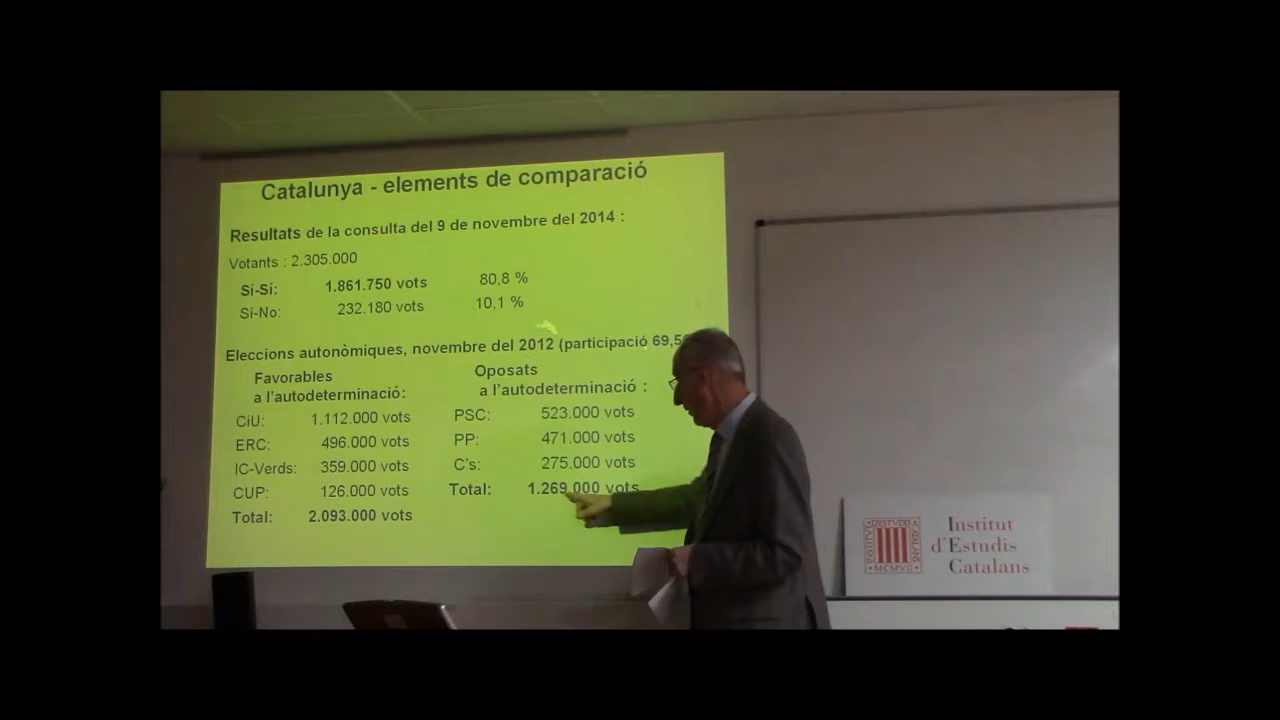 Catalunya - elements de comparació
Resultats de la consulta del 9 de novembre del 2014 :
Votants : 2.305.000
Sí-Sí: 1.861.750 vots 80,8 %
Sí-No: 232.180 vots 10,1 %
Eleccions autonòmiques, novembre del 2012 (participació
Favorables
a l'autodeterminació:
CiU: 1.112.000 vots
ERC: 496.000 vots
IC-Verds: 359.000 vots
CUP: 126.000 vots
Total: 2.093.000 vots
Oposats
a l'autodeterminació :
PSC: 523.000 vots
PP: 471.000 vots
C's: 275.000 vots
Total: 1.269.000 vots
Institut
d'Estudis
Catalans
MCMVII